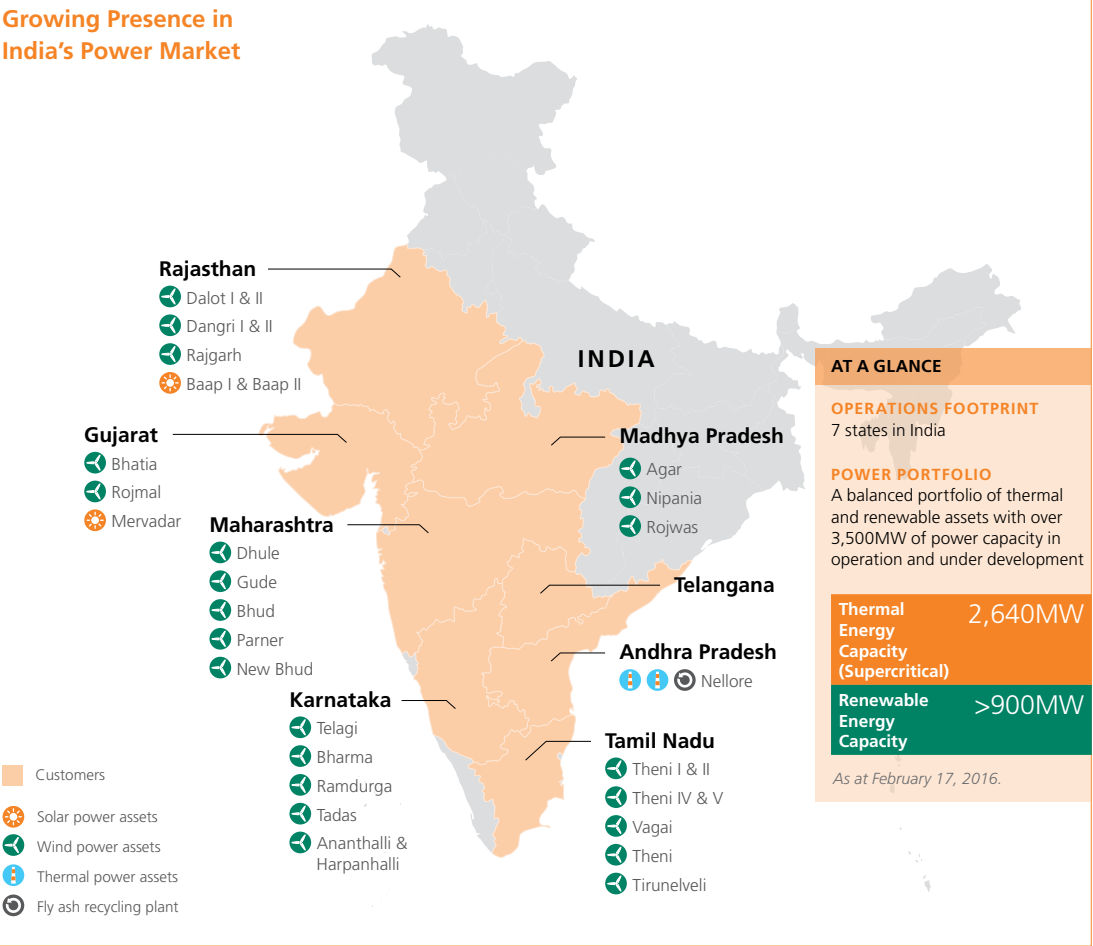 Growing Presence in
India's Power Market
Rajasthan
Dalot I & II
Dangri I & II
Rajgarh
Baap I & Baap II
Gujarat
Bhatia
Rojmal
Mervadar
Maharashtra
Dhule
Gude
Bhud
Parner
New Bhud
Karnataka
Telagi
Bharma
Ramdurga
Tadas
Ananthalli &
Harpanhalli
INDIA
Madhya Pradesh
Agar
Nipania
Rojwas
Telangana
Andhra Pradesh
Nellore
Tamil Nadu
Theni I & II
Theni IV & V
Vagai
Theni
Tirunelveli
Customers
Solar power assets
Wind power assets
Thermal power assets
Fly ash recycling plant
AT A GLANCE
OPERATIONS FOOTPRINT
7 states in India
POWER PORTFOLIO
A balanced portfolio of thermal
and renewable assets with over
3,500MW of power capacity in
operation and under development
Thermal 2,640MW
Energy
Capacity
(Supercritical)
Renewable >900MW
Energy
Capacity
As at February 17, 2016.